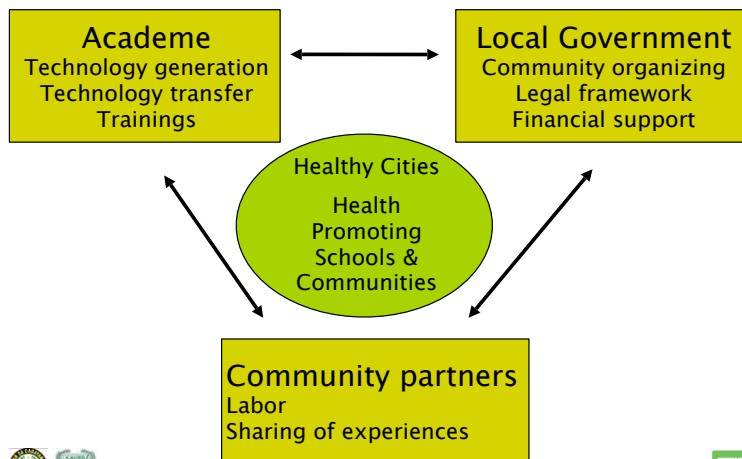 Academe
Technology generation
Technology transfer
Trainings
Local Government
Community organizing
Legal framework
Financial support
Healthy Cities
Health
Promoting
Schools &
Communities
Community partners
Labor
Sharing of experiences